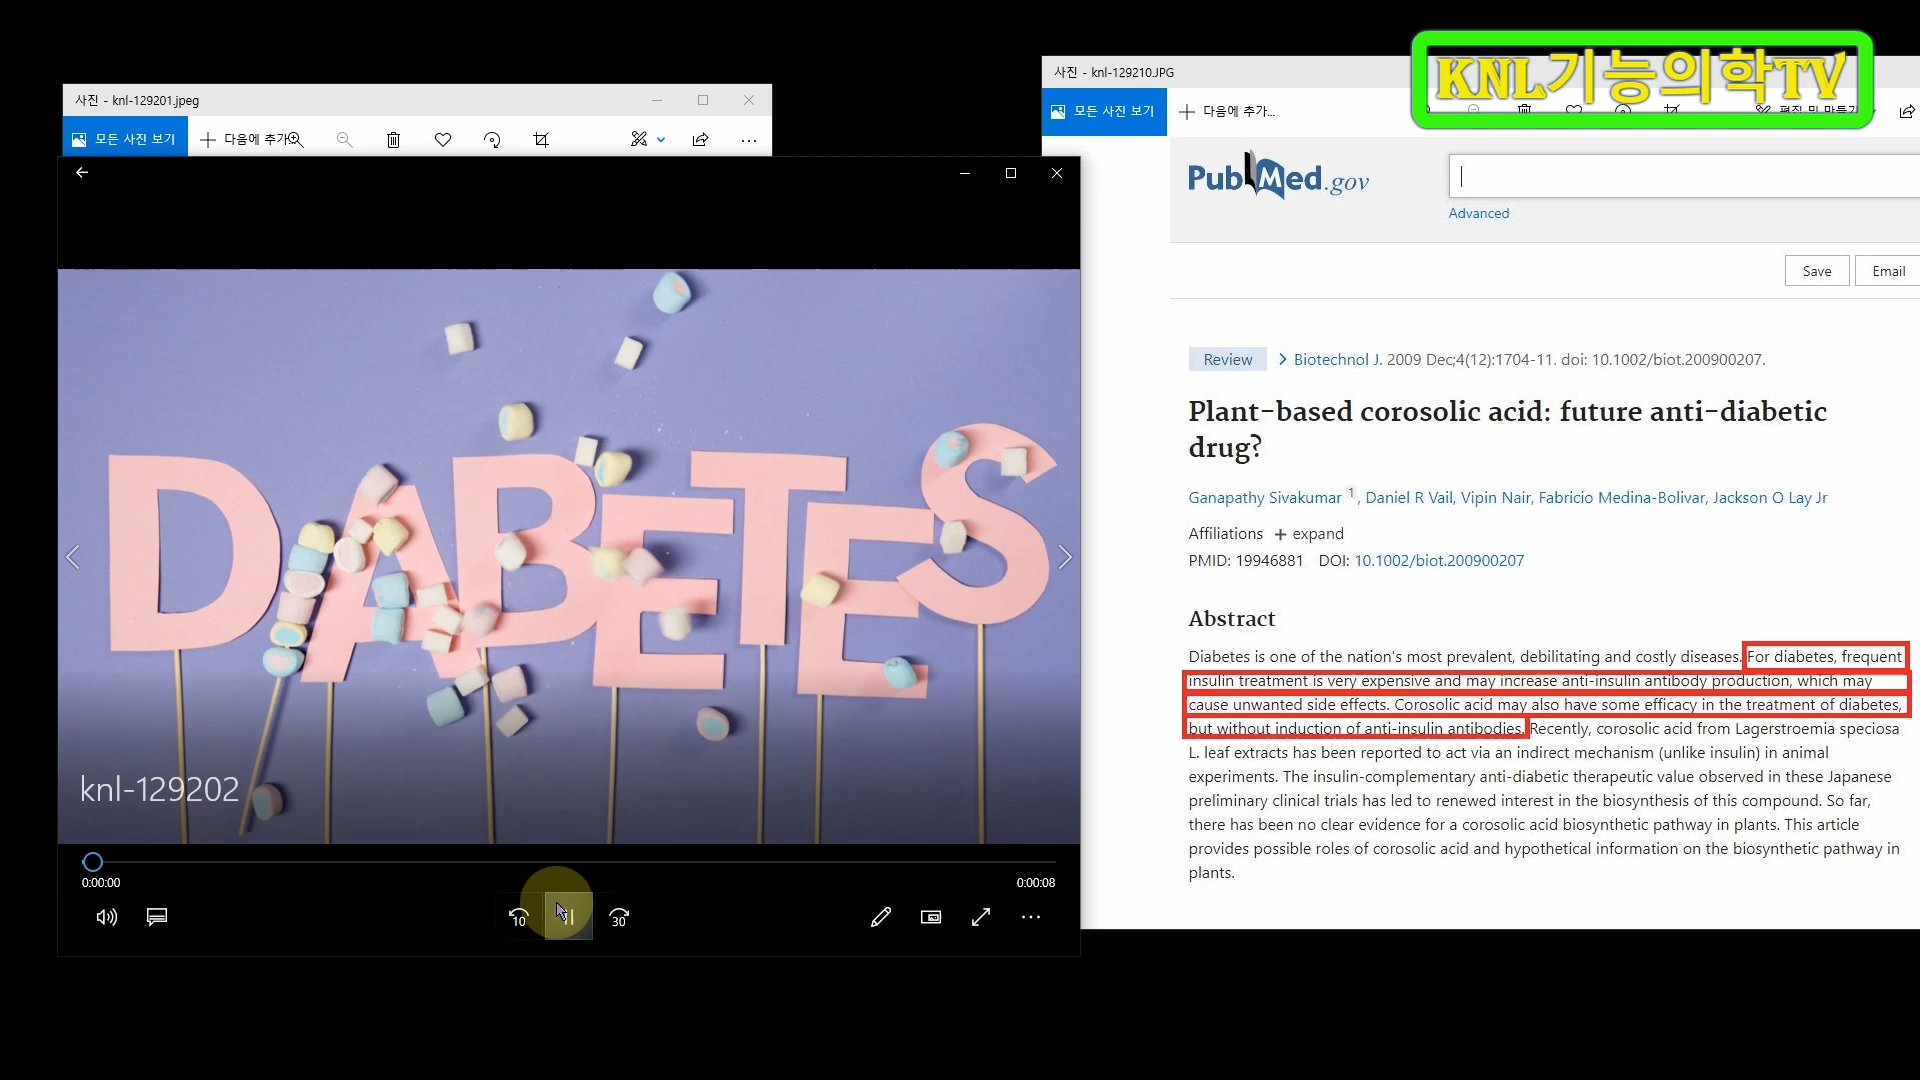 KNL기능의학TV
사진 - knl-129201.jpeg
모든 사진 보기
다음에 추가
사진 - knl-129210.JPG
모든 사진 보기
다음에 추가...
PubMed.gov
Advanced
Save
Email
Review
Biotechnol J. 2009 Dec;4(12):1704-11. doi: 10.1002/biot.200900207.
Plant-based corosolic acid: future anti-diabetic
drug?
Ganapathy Sivakumar 1, Daniel R Vail, Vipin Nair, Fabricio Medina-Bolivar, Jackson O Lay Jr
Affiliations + expand
PMID: 19946881 DOI: 10.1002/biot.200900207
Abstract
Diabetes is one of the nation's most prevalent, debilitating and costly diseases. For diabetes, frequent
insulin treatment is very expensive and may increase anti-insulin antibody production, which may
cause unwanted side effects. Corosolic acid may also have some efficacy in the treatment of diabetes,
but without induction of anti-insulin antibodies. Recently, corosolic acid from Lagerstroemia speciosa
L. leaf extracts has been reported to act via an indirect mechanism (unlike insulin) in animal
experiments. The insulin-complementary anti-diabetic therapeutic value observed in these Japanese
preliminary clinical trials has led to renewed interest in the biosynthesis of this compound. So far,
there has been no clear evidence for a corosolic acid biosynthetic pathway in plants. This article
provides possible roles of corosolic acid and hypothetical information on the biosynthetic pathway in
plants.
DIABETES
knl-129202
0:00:00
0:00:08
10
30